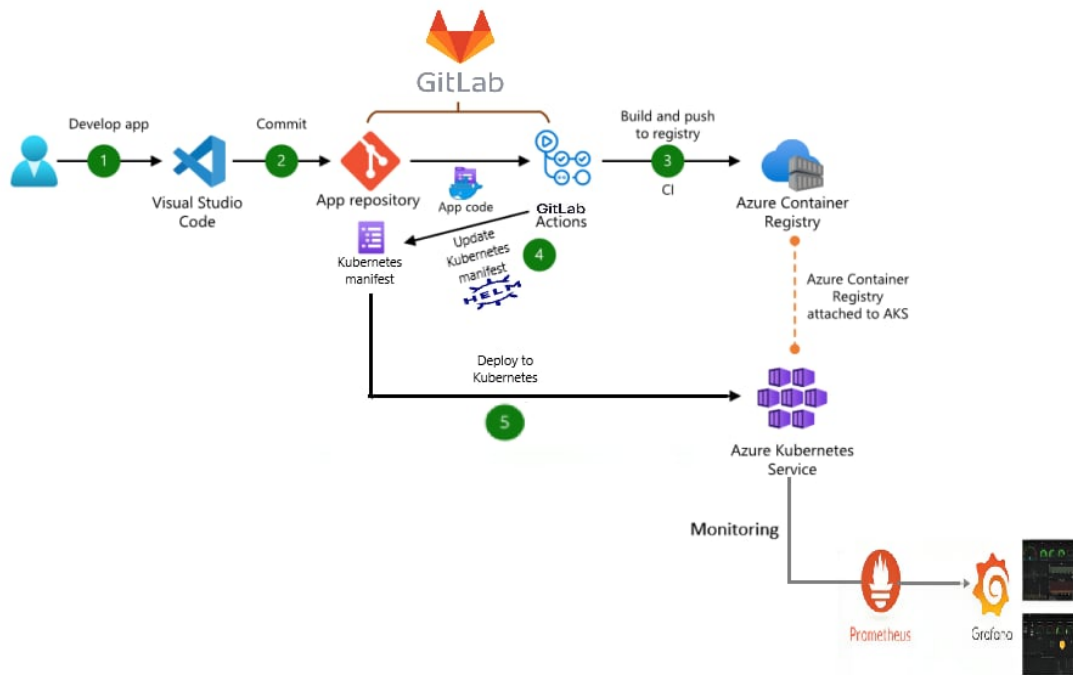 GitLab
Develop app
1
Commit
2
Build and push
to registry
3
CI
Visual Studio
Code
App repository
App code
GitLab
Actions
Azure Container
Registry
Kubernetes
manifest
Update
Kubernetes
manifest
4
HELM
Azure Container
Registry
attached to AKS
Deploy to
Kubernetes
5
Azure Kubernetes
Service
Monitoring
Prometheus
Grafana